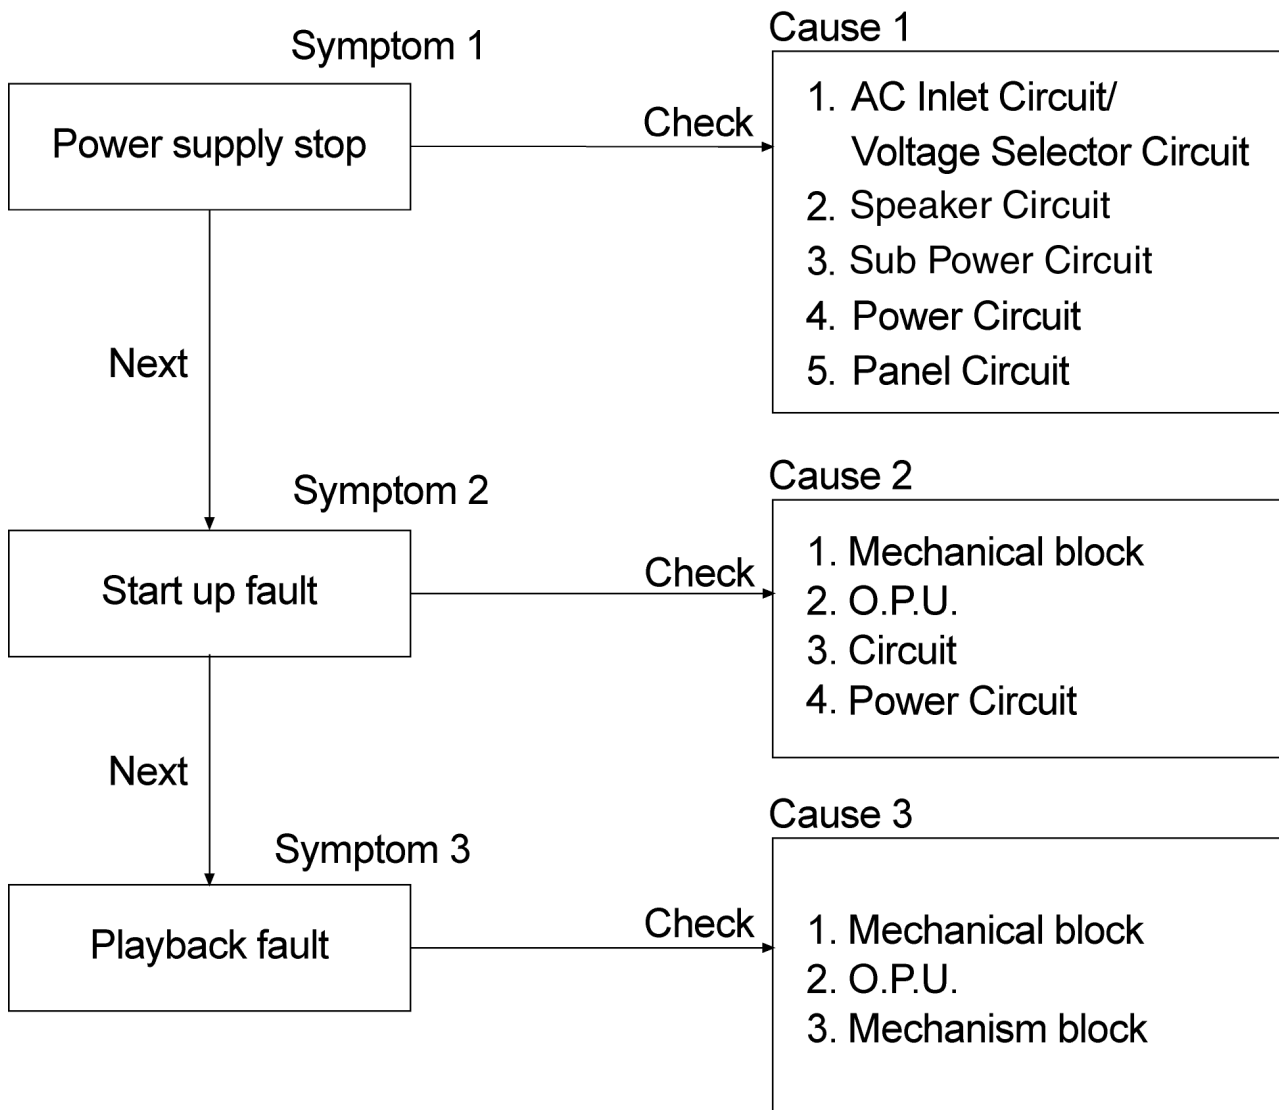 Symptom 1
Power supply stop
Check
Cause 1
1. AC Inlet Circuit/
Voltage Selector Circuit
2. Speaker Circuit
3. Sub Power Circuit
4. Power Circuit
5. Panel Circuit
Next
Symptom 2
Start up fault
Check
Cause 2
1. Mechanical block
2. O.P.U.
3. Circuit
4. Power Circuit
Next
Symptom 3
Playback fault
Check
Cause 3
1. Mechanical block
2. O.P.U.
3. Mechanism block